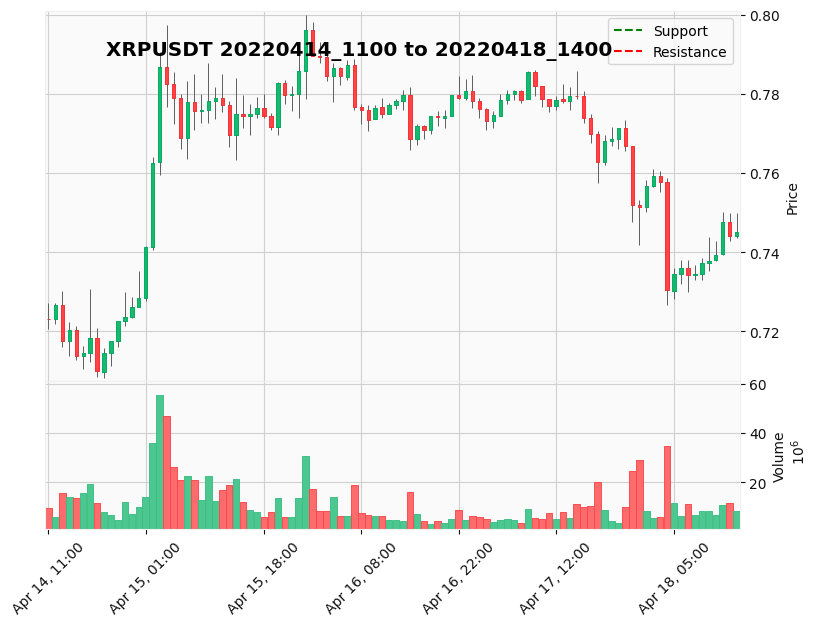 XRPUSDT 20220414_1100 to 20220418_1400
Support
Resistance
0.80
0.78
0.76
0.74
0.72
Price
60
40
20
Volume
10^6
Apr 14, 11:00
Apr 15, 01:00
Apr 15, 18:00
Apr 16, 08:00
Apr 16, 22:00
Apr 17, 12:00
Apr 18, 05:00